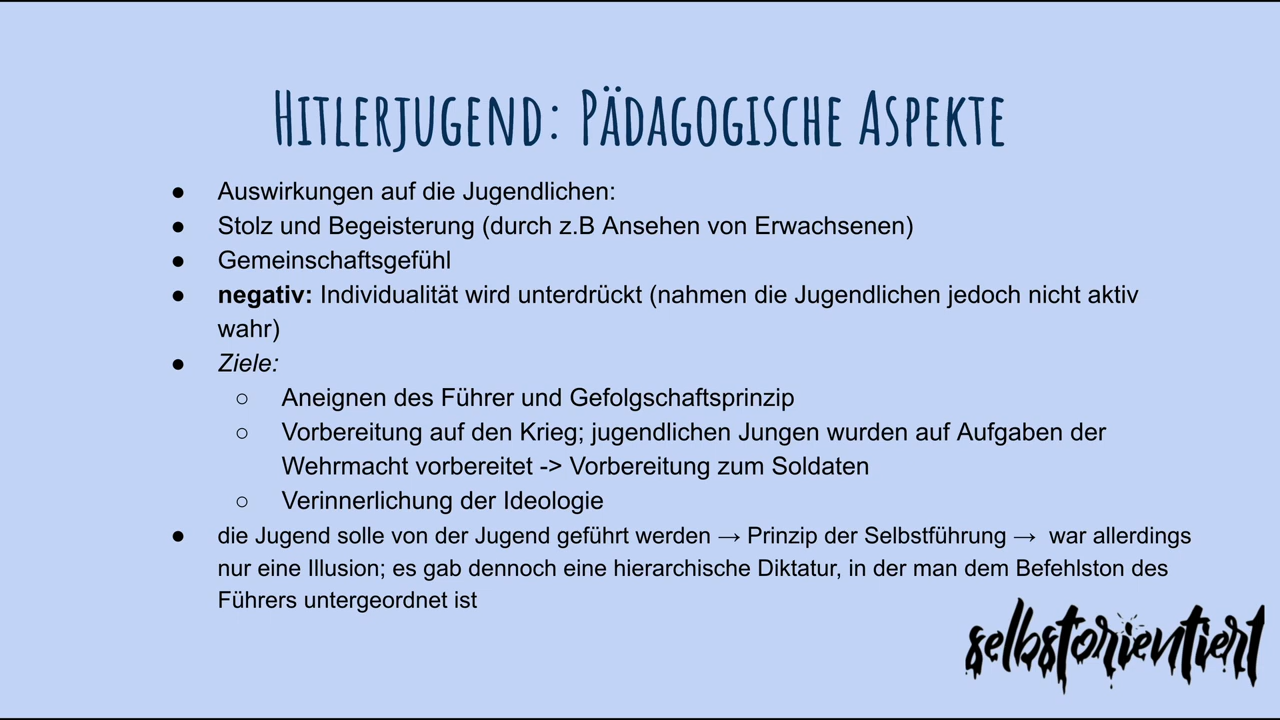 Hitlerjugend: Pädagogische Aspekte
● Auswirkungen auf die Jugendlichen:
● Stolz und Begeisterung (durch z.B Ansehen von Erwachsenen)
● Gemeinschaftsgefühl
● negativ: Individualität wird unterdrückt (nahmen die Jugendlichen jedoch nicht aktiv
wahr)
● Ziele:
○ Aneignen des Führer und Gefolgschaftsprinzip
○ Vorbereitung auf den Krieg; jugendlichen Jungen wurden auf Aufgaben der
Wehrmacht vorbereitet -> Vorbereitung zum Soldaten
○ Verinnerlichung der Ideologie
● die Jugend solle von der Jugend geführt werden → Prinzip der Selbstführung → war allerdings
nur eine Illusion; es gab dennoch eine hierarchische Diktatur, in der man dem Befehlston des
Führers untergeordnet ist
selbstorientiert